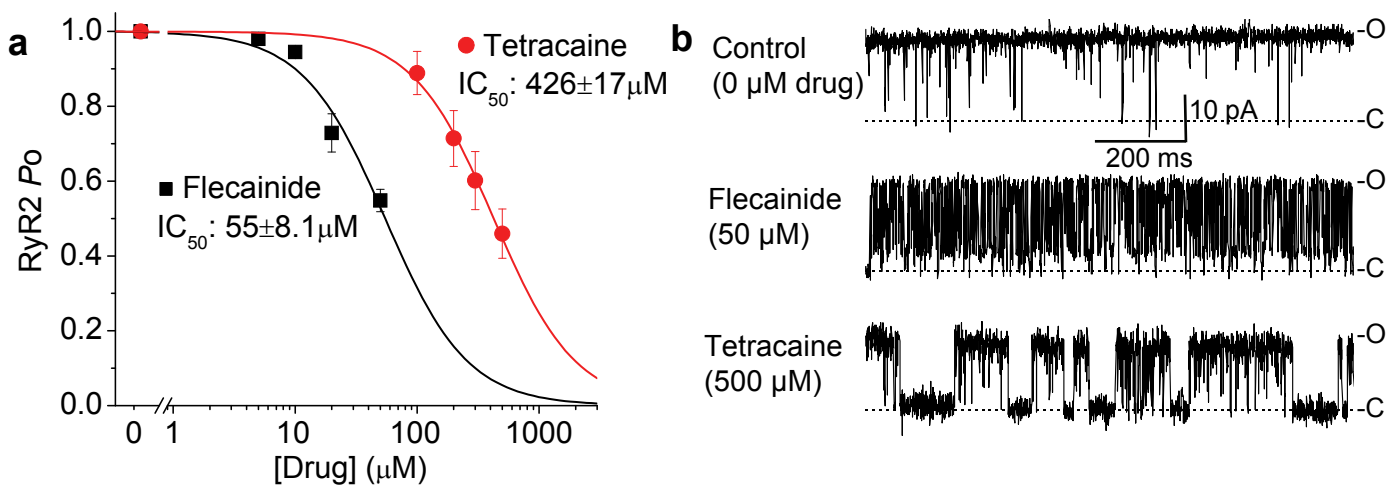 a
RyR2 Po
1.0
0.8
0.6
0.4
0.2
0.0
0 1 10 100 1000
[Drug] (μM)
Tetracaine
IC50: 426±17μM
Flecainide
IC50: 55±8.1μM
b
Control
(0 μM drug)
-O
-C
10 pA
200 ms
Flecainide
(50 μM)
-O
-C
Tetracaine
(500 μM)
-O
-C